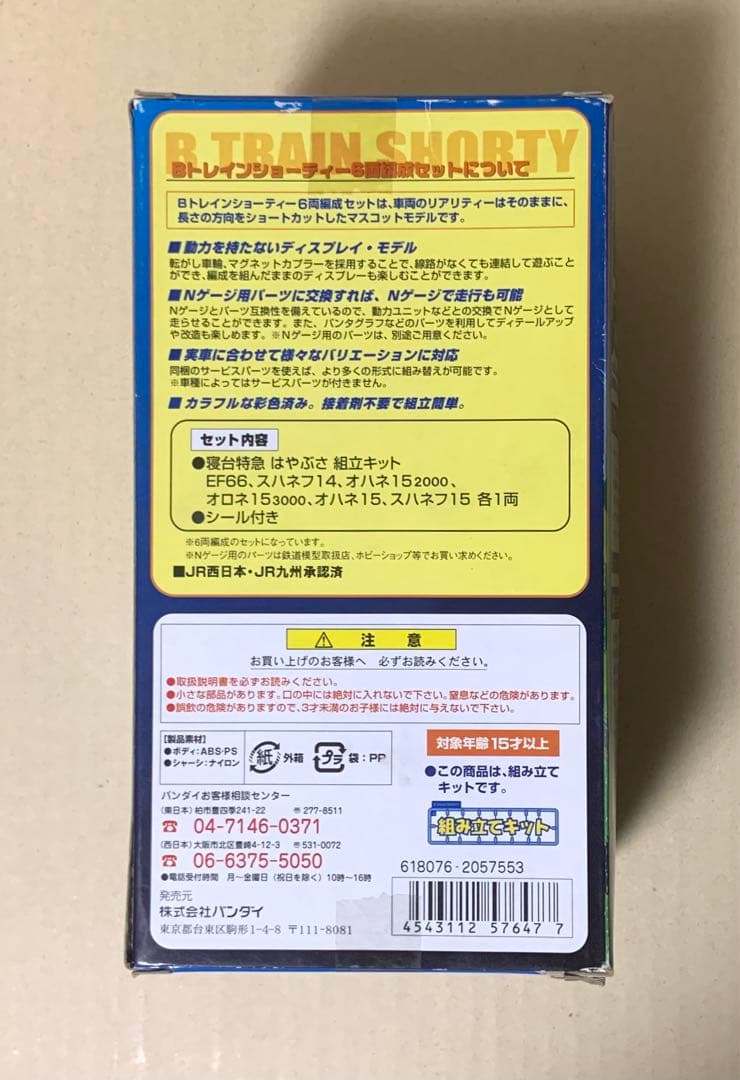 B TRAIN SHORTY
Bトレインショーティー6両編成セットについて
Bトレインショーティー6両編成セットは、車両のリアリティーはそのままに、
長さの方向をショートカットしたマスコットモデルです。
■動力を持たないディスプレイ・モデル
転がし車輪、マグネットカプラーを採用することで、線路がなくても連結して遊ぶこと
ができ、編成を組んだままのディスプレーも楽しむことができます。
■Nゲージ用パーツに交換すれば、Nゲージで走行も可能
Nゲージとパーツ互換性を備えているので、動力ユニットなどとの交換でNゲージとして
走らせることができます。また、パンタグラフなどのパーツを利用してディテールアップ
や改造も楽しめます。※Nゲージ用のパーツは、別途ご用意ください。
■実車に合わせて様々なバリエーションに対応
同梱のサービスパーツを使えば、より多くの形式に組み替えが可能です。
※車種によってはサービスパーツが付きません。
■カラフルな彩色済み。接着剤不要で組立簡単。
セット内容
●寝台特急 はやぶさ 組立キット
EF66、スハネフ14、オハネ15 2000、
オロネ15 3000、オハネ15、スハネフ15 各1両
●シール付き
※6両編成のセットになっています。
※Nゲージ用のパーツは鉄道模型取扱店、ホビーショップ等でお買い求めください。
■JR西日本・JR九州承認済
⚠ 注意
お買い上げのお客様へ 必ずお読みください。
●取扱説明書を必ずお読みください。
●小さな部品があります。口の中には絶対に入れないで下さい。窒息などの危険があります。
●誤飲の危険がありますので、3才未満のお子様には絶対に与えないで下さい。
【製品素材】
●ボディ:ABS・PS
●シャーシ:ナイロン
紙 外箱
プラ 袋:PP
対象年齢15才以上
●この商品は、組み立て
キットです。
組み立てキット
バンダイお客様相談センター
(東日本)柏市豊四季241-22 〒277-8511
☎ 04-7146-0371
(西日本)大阪市北区豊崎4-12-3 〒531-0072
☎ 06-6375-5050
●電話受付時間 月〜金曜日(祝日を除く)10時〜16時
発売元
株式会社バンダイ
東京都台東区駒形1-4-8 〒111-8081
618076-2057553
4543112 576477